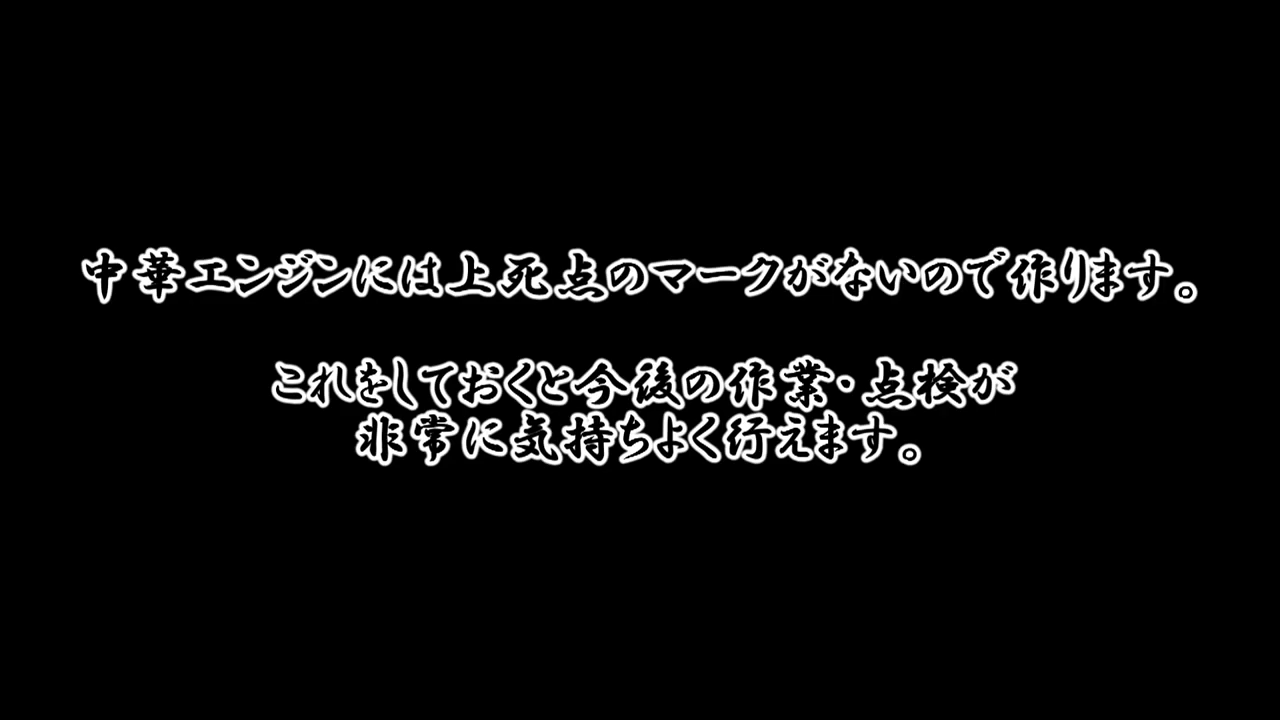 中華エンジンには上死点のマークがないので作ります。
これをしておくと今後の作業・点検が
非常に気持ちよく行えます。